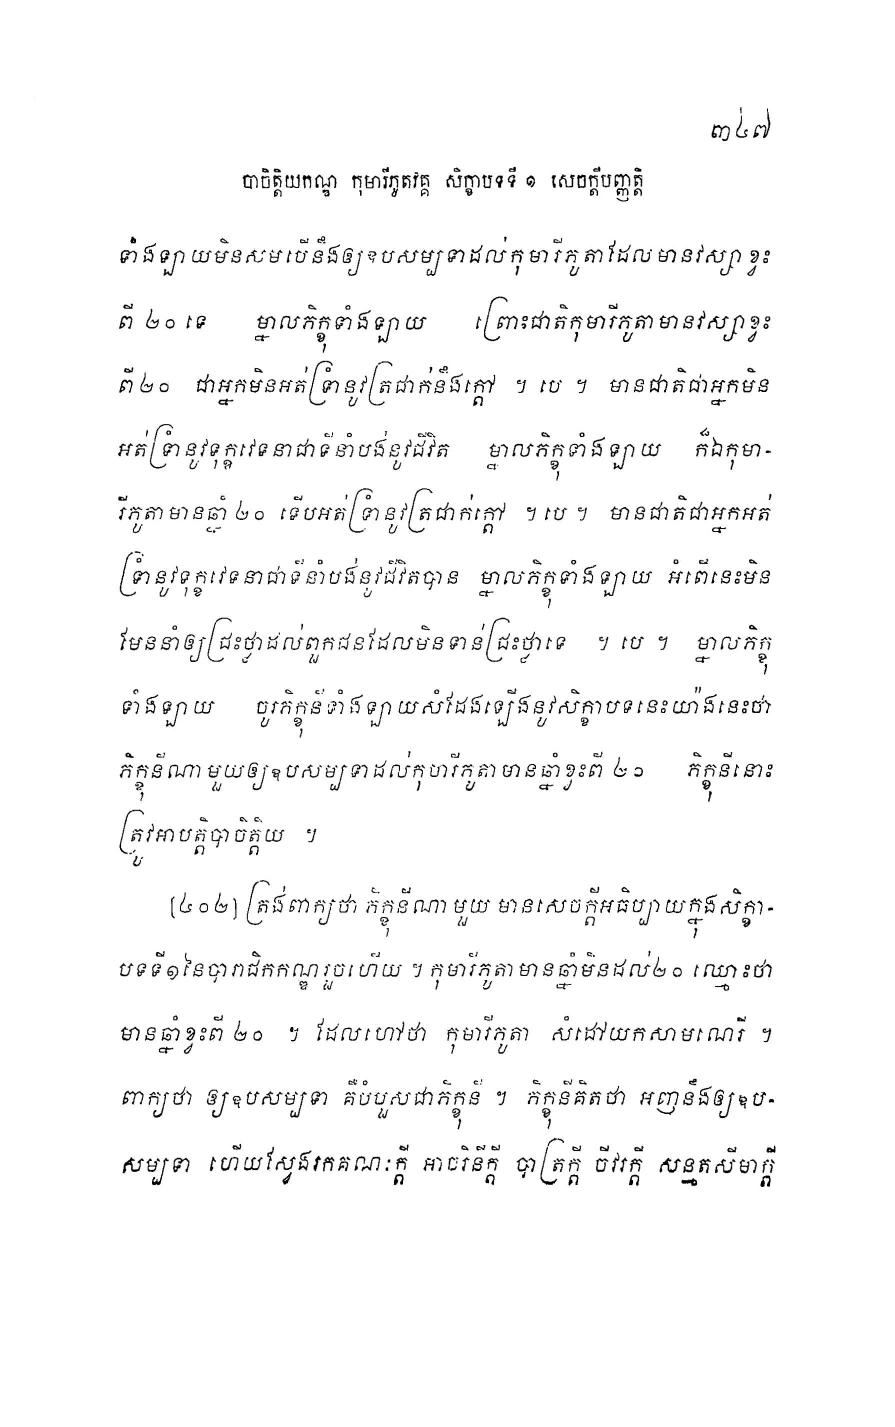 ៣៤៧
បាចិត្តិយកណ្ឌ កុមារីភូតវគ្គ សិក្ខាបទទី ១ សេចក្តីបញ្ញត្តិ
ទាំងឡាយមិនសមបើនឹងឲ្យឧបសម្បទាដល់កុមារីភូតាដែលមានវស្សាខ្វះ
ពី ២០ ទេ ម្នាលភិក្ខុទាំងឡាយ ព្រោះជាតិកុមារីភូតាមានវស្សាខ្វះ
ពី ២០ ជាអ្នកមិនអត់ទ្រាំនូវត្រជាក់នឹងក្តៅ ។ បេ ។ មានជាតិជាអ្នកមិន
អត់ទ្រាំនូវទុក្ខវេទនាជាទីនាំបង់នូវជីវិត ម្នាលភិក្ខុទាំងឡាយ ក៏ឯកុមា-
រីភូតាមានឆ្នាំ ២០ ទើបអត់ទ្រាំនូវត្រជាក់ក្តៅ ។ បេ ។ មានជាតិជាអ្នកអត់
ទ្រាំនូវទុក្ខវេទនាជាទីនាំបង់នូវជីវិតបាន ម្នាលភិក្ខុទាំងឡាយ អំពើនេះមិន
មែននាំឲ្យជ្រះថ្លាដល់ពួកជនដែលមិនទាន់ជ្រះថ្លាទេ ។ បេ ។ ម្នាលភិក្ខុ
ទាំងឡាយ ចូរភិក្ខុនីទាំងឡាយសំដែងឡើងនូវសិក្ខាបទនេះយ៉ាងនេះថា
ភិក្ខុនីណាមួយឲ្យឧបសម្បទាដល់កុមារីភូតាមានឆ្នាំខ្វះពី ២០ ភិក្ខុនីនោះ
ត្រូវអាបត្តិបាចិត្តិយ ។
[៤០២] ត្រង់ពាក្យថា ភិក្ខុនីណាមួយ មានសេចក្តីអធិប្បាយក្នុងសិក្ខា-
បទទី១នៃបារាជិកកណ្ឌរួចហើយ ។ កុមារីភូតាមានឆ្នាំមិនដល់២០ ឈ្មោះថា
មានឆ្នាំខ្វះពី ២០ ។ ដែលហៅថា កុមារីភូតា សំដៅយកសាមណេរី ។
ពាក្យថា ឲ្យឧបសម្បទា គឺបំបួសជាភិក្ខុនី ។ ភិក្ខុនីគិតថា អញនឹងឲ្យឧប-
សម្បទា ហើយស្វែងរកគណៈក្តី អាចរិនីក្តី បាត្រក្តី ចីវរក្តី សន្មតសីមាក្តី